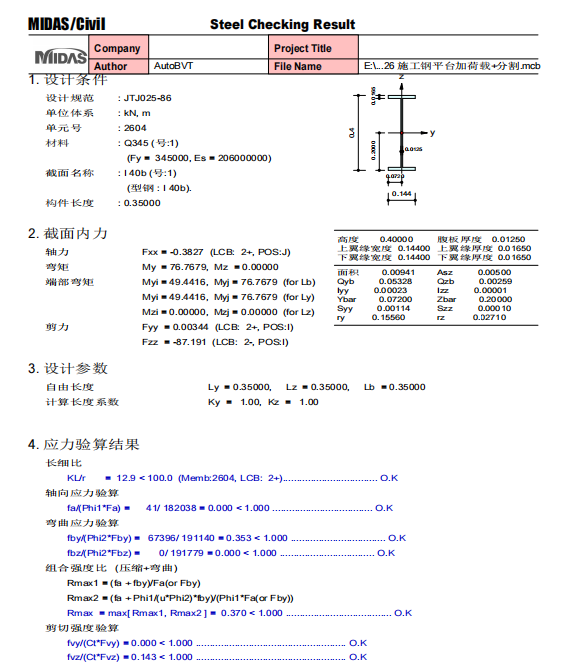 MIDAS/Civil Steel Checking Result
MIDAS Company Project Title
Author AutoBVT File Name E:\...26 施工钢平台加荷载+分割.mcb
1. 设计条件
设计规范 : JTJ025-86
单位体系 : kN, m
单元号 : 2604
材料 : Q345 (号:1)
(Fy = 345000, Es = 206000000)
截面名称 : I 40b (号:1)
(型钢 : I 40b).
构件长度 : 0.35000
z
y
0.0165
0.4
0.2000
0.0125
0.0720
0.144
2. 截面内力
轴力 Fxx = -0.3827 (LCB: 2+, POS:J)
弯矩 My = 76.7679, Mz = 0.00000
端部弯矩 Myi = 49.4416, Myj = 76.7679 (for Lb)
Myi = 49.4416, Myj = 76.7679 (for Ly)
Mzi = 0.00000, Mzj = 0.00000 (for Lz)
剪力 Fyy = 0.00344 (LCB: 2+, POS:I)
Fzz = -87.191 (LCB: 2-, POS:I)
高度 0.40000 腹板厚度 0.01250
上翼缘宽度 0.14400 上翼缘厚度 0.01650
下翼缘宽度 0.14400 下翼缘厚度 0.01650
面积 0.00941 Asz 0.00500
Qyb 0.05328 Qzb 0.00259
Iyy 0.00023 Izz 0.00001
Ybar 0.07200 Zbar 0.20000
Syy 0.00114 Szz 0.00010
ry 0.15560 rz 0.02710
3. 设计参数
自由长度 Ly = 0.35000, Lz = 0.35000, Lb = 0.35000
计算长度系数 Ky = 1.00, Kz = 1.00
4. 应力验算结果
长细比
KL/r = 12.9 < 100.0 (Memb:2604, LCB: 2+)................................. O.K
轴向应力验算
fa/(Phi1*Fa) = 41/ 182038 = 0.000 < 1.000 ................................... O.K
弯曲应力验算
fby/(Phi2*Fby) = 67396/ 191140 = 0.353 < 1.000 .................................. O.K
fbz/(Phi2*Fbz) = 0/ 191779 = 0.000 < 1.000 ................................. O.K
组合强度比 (压缩+弯曲)
Rmax1 = (fa + fby)/Fa(or Fby)
Rmax2 = (fa + Phi1/(u*Phi2)*fby)/(Phi1*Fa(or Fby))
Rmax = max[ Rmax1, Rmax2 ] = 0.370 < 1.000 ..................................... O.K
剪切强度验算
fvy/(Ct*Fvy) = 0.000 < 1.000 .................................................... O.K
fvz/(Ct*Fvz) = 0.143 < 1.000 .................................................... O.K